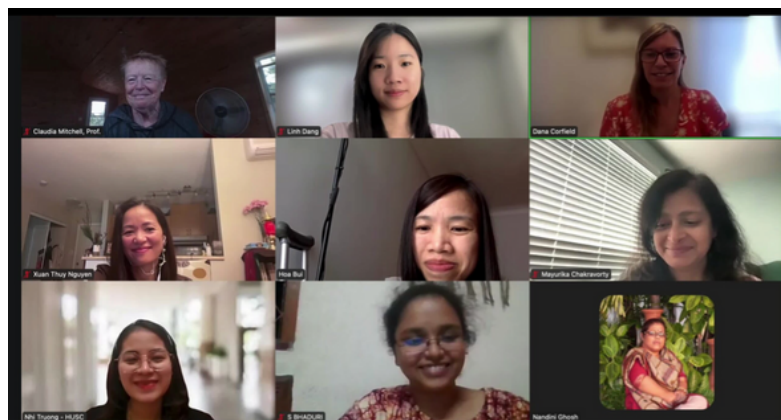 Claudia Mitchell, Prof.
Linh Dang
Dana Corfield
Xuan Thuy Nguyen
Hoa Bui
Mayurika Chakravorty
NN Truong - HUSC
S BHADURI
Nandini Ghosh